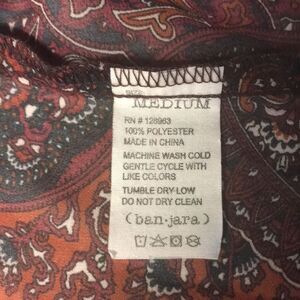 MEDIUM
RN # 128963
100% POLYESTER
MADE IN CHINA
MACHINE WASH COLD
GENTLE CYCLE WITH
LIKE COLORS
TUMBLE DRY-LOW
DO NOT DRY CLEAN
(ban·jara)